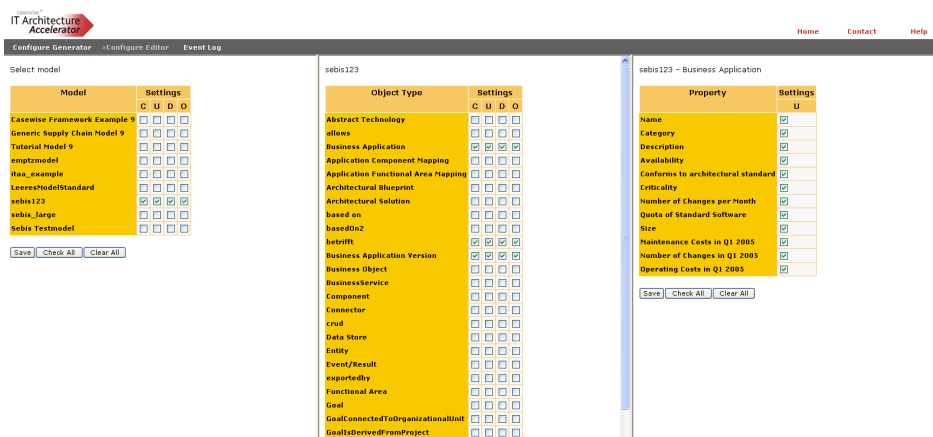 casewise
IT Architecture
Accelerator
Home Contact Help
Configure Generator »Configure Editor Event Log
Select model
Model Settings
C U D O
Casewise Framework Example 9
Generic Supply Chain Model 9
Tutorial Model 9
emptzmodel
itaa_example
LeeresModelStandard
sebis123
sebis_large
Sebis Testmodel
Save Check All Clear All
sebis123
Object Type Settings
C U D O
Abstract Technology
allows
Business Application
Application Component Mapping
Application Functional Area Mapping
Architectural Blueprint
Architectural Solution
based on
basedOn2
betrifft
Business Application Version
Business Object
BusinessService
Component
Connector
crud
Data Store
Entity
Event/Result
exportedby
Functional Area
Goal
GoalConnectedToOrganizationalUnit
GoalIsDerivedFromProject
sebis123 - Business Application
Property Settings
U
Name
Category
Description
Availability
Conforms to architectural standard
Criticality
Number of Changes per Month
Quota of Standard Software
Size
Maintenance Costs in Q1 2005
Number of Changes in Q1 2005
Operating Costs in Q1 2005
Save Check All Clear All